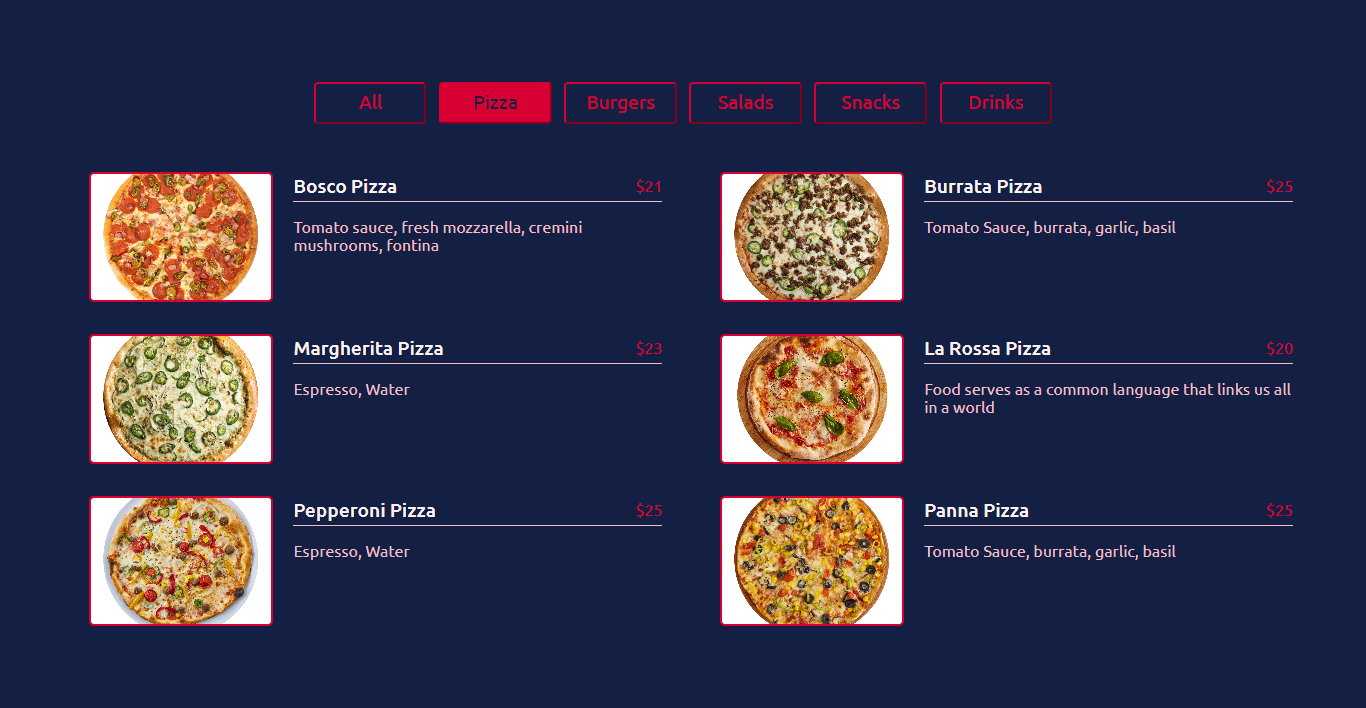 All
Pizza
Burgers
Salads
Snacks
Drinks
Bosco Pizza $21
Tomato sauce, fresh mozzarella, cremini
mushrooms, fontina
Burrata Pizza $25
Tomato Sauce, burrata, garlic, basil
Margherita Pizza $23
Espresso, Water
La Rossa Pizza $20
Food serves as a common language that links us all
in a world
Pepperoni Pizza $25
Espresso, Water
Panna Pizza $25
Tomato Sauce, burrata, garlic, basil